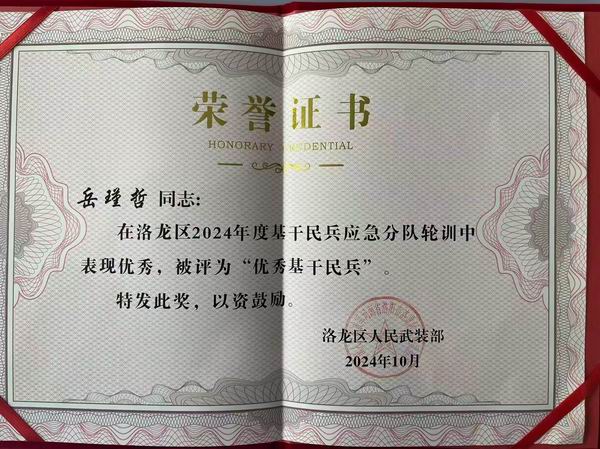 荣誉证书
HONORARY CREDENTIAL
岳瑾哲 同志：
在洛龙区2024年度基干民兵应急分队轮训中
表现优秀，被评为“优秀基干民兵”。
特发此奖，以资鼓励。
洛龙区人民武装部
2024年10月